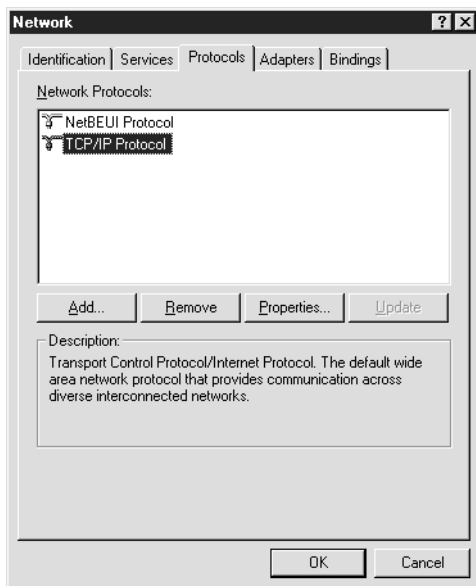 Network
Identification Services Protocols Adapters Bindings
Network Protocols:
NetBEUI Protocol
TCP/IP Protocol
Add... Remove Properties... Update
Description:
Transport Control Protocol/Internet Protocol. The default wide
area network protocol that provides communication across
diverse interconnected networks.
OK Cancel